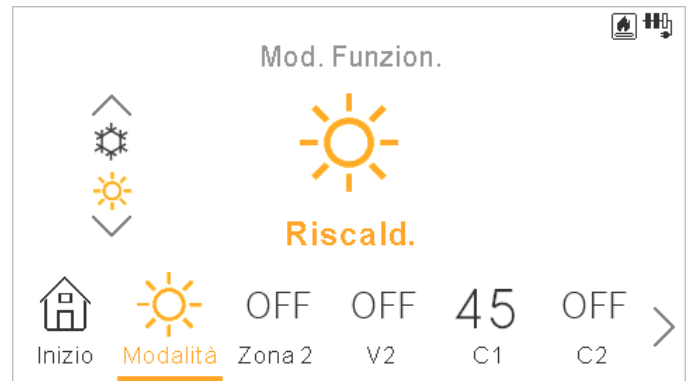 Mod. Funzion.
Riscald.
OFF OFF 45 OFF
Inizio Modalità Zona 2 V2 C1 C2